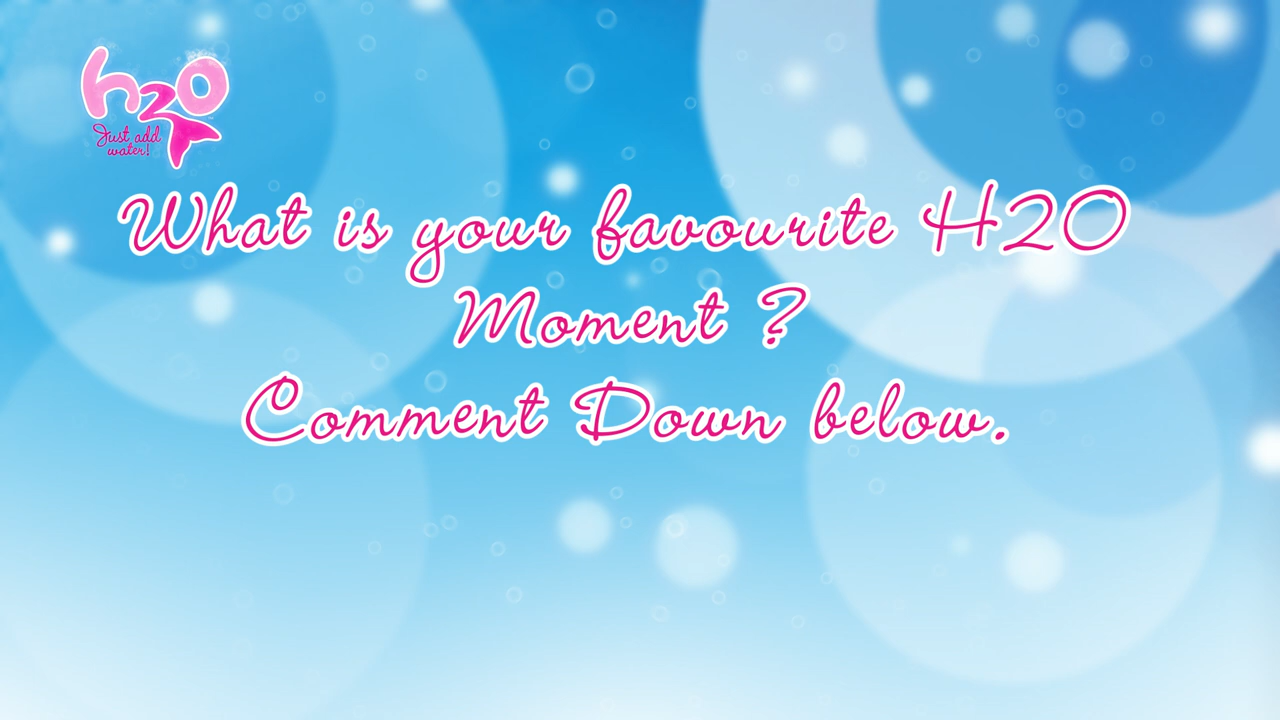 h2o
Just add
water!
What is your favourite H2O
Moment ?
Comment Down below.